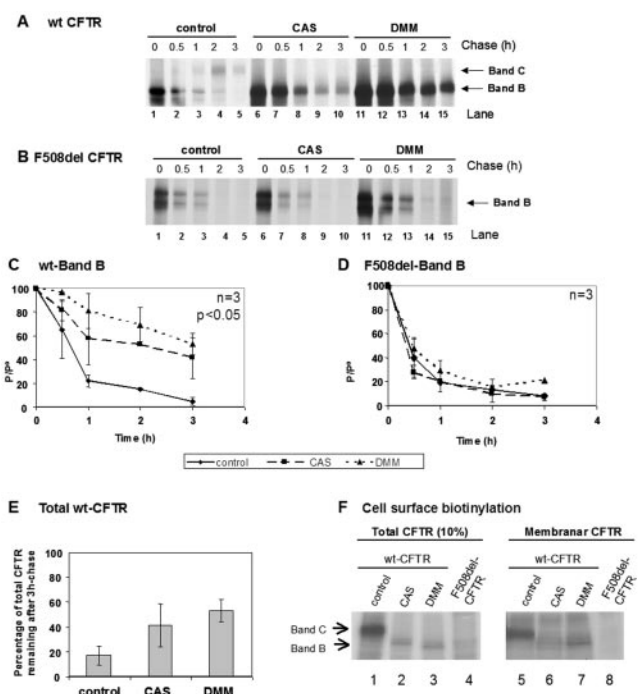 A wt CFTR
control CAS DMM
0 0.5 1 2 3 0 0.5 1 2 3 0 0.5 1 2 3 Chase (h)
Band C
Band B
1 2 3 4 5 6 7 8 9 10 11 12 13 14 15 Lane
B F508del CFTR
control CAS DMM
0 0.5 1 2 3 0 0.5 1 2 3 0 0.5 1 2 3 Chase (h)
Band B
1 2 3 4 5 6 7 8 9 10 11 12 13 14 15 Lane
C wt-Band B
n=3
p<0.05
100
80
60
40
20
0
P/Pº
0 1 2 3 4
Time (h)
D F508del-Band B
n=3
100
80
60
40
20
0
P/Pº
0 1 2 3 4
Time (h)
control CAS DMM
E Total wt-CFTR
Percentage of total CFTR
remaining after 3h-chase
100
80
60
40
20
0
control CAS DMM
F Cell surface biotinylation
Total CFTR (10%) Membranar CFTR
wt-CFTR wt-CFTR
control CAS DMM F508del-CFTR control CAS DMM F508del-CFTR
Band C
Band B
1 2 3 4 5 6 7 8